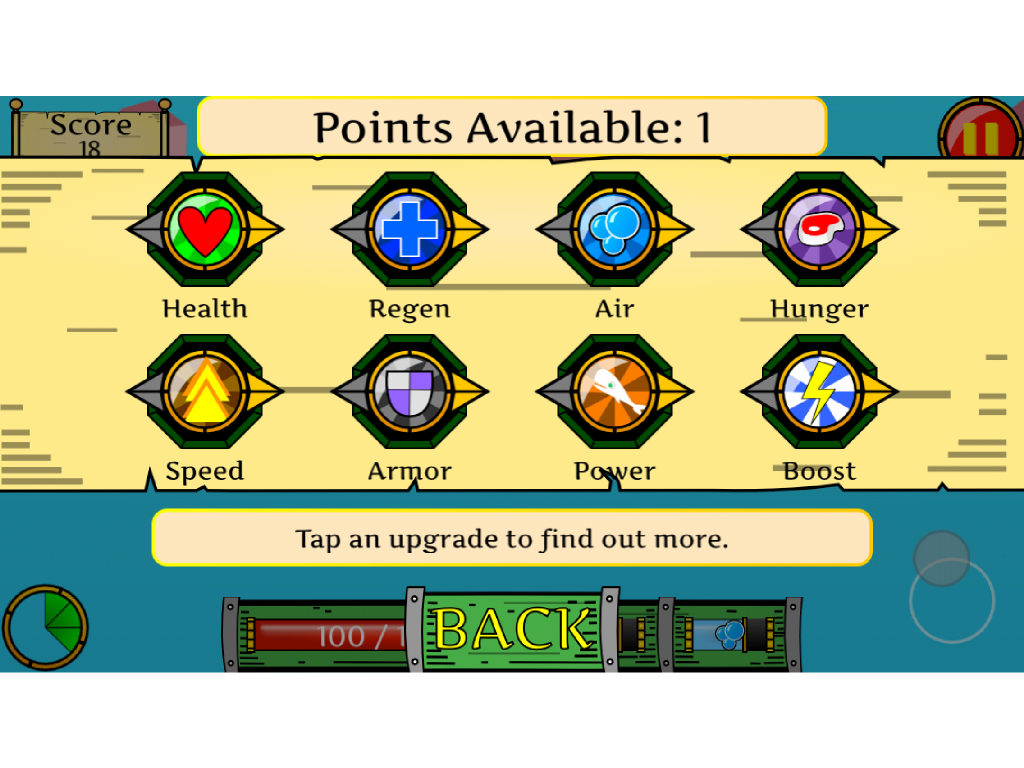 Score
18
Points Available: 1
Health
Regen
Air
Hunger
Speed
Armor
Power
Boost
Tap an upgrade to find out more.
100 / 1
BACK